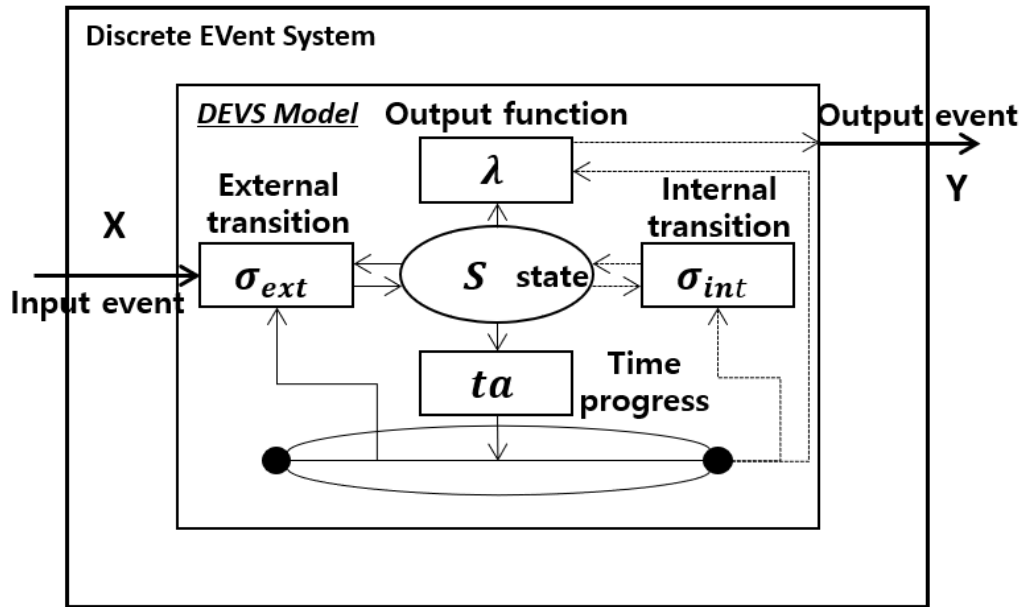 Discrete EVent System
DEVS Model
Output function
Output event
λ
Y
External
transition
Internal
transition
X
σ_ext
S state
σ_int
Input event
ta
Time
progress